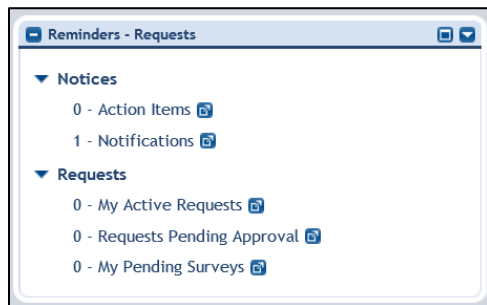 Reminders - Requests
Notices
0 - Action Items
1 - Notifications
Requests
0 - My Active Requests
0 - Requests Pending Approval
0 - My Pending Surveys